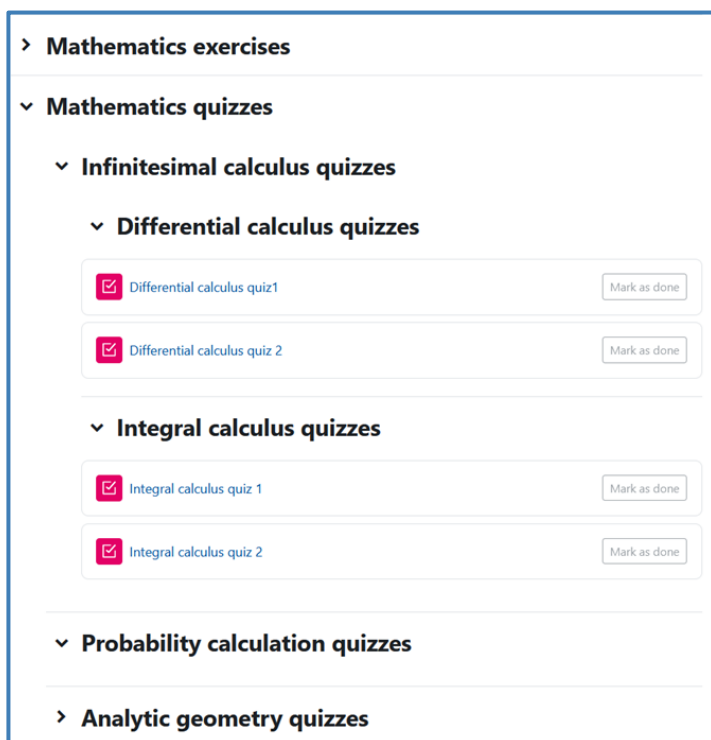 Mathematics exercises
Mathematics quizzes
Infinitesimal calculus quizzes
Differential calculus quizzes
Differential calculus quiz1 Mark as done
Differential calculus quiz 2 Mark as done
Integral calculus quizzes
Integral calculus quiz 1 Mark as done
Integral calculus quiz 2 Mark as done
Probability calculation quizzes
Analytic geometry quizzes